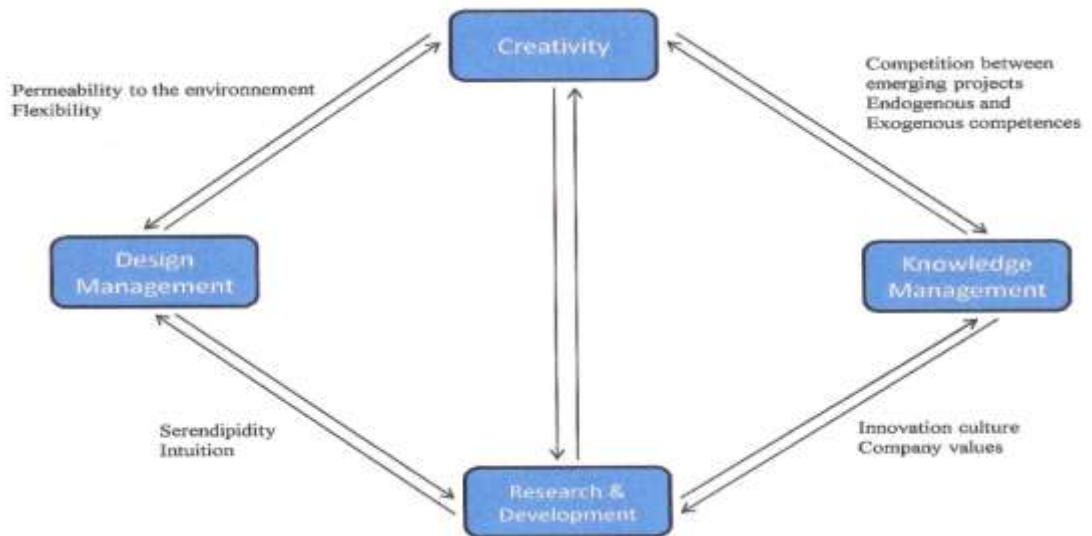 Creativity
Permeability to the environnement
Flexibility
Competition between
emerging projects
Endogenous and
Exogenous competences
Design
Management
Knowledge
Management
Serendipidity
Intuition
Innovation culture
Company values
Research &
Development